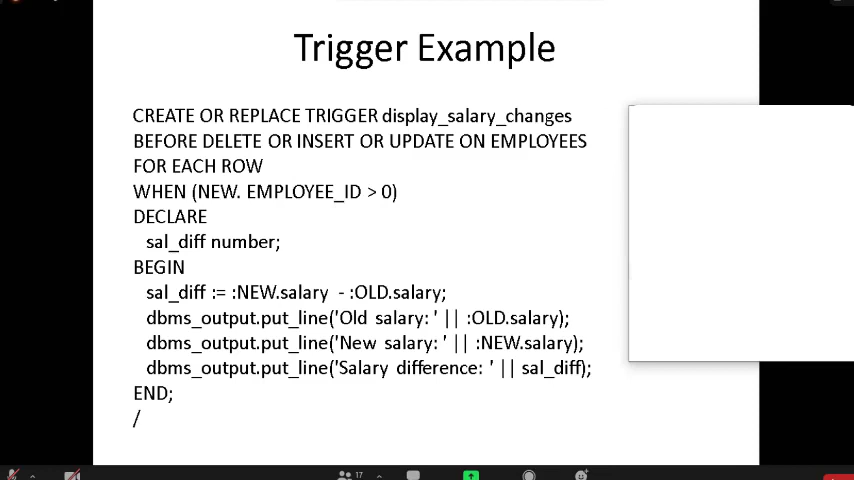 Trigger Example
CREATE OR REPLACE TRIGGER display_salary_changes
BEFORE DELETE OR INSERT OR UPDATE ON EMPLOYEES
FOR EACH ROW
WHEN (NEW. EMPLOYEE_ID > 0)
DECLARE
sal_diff number;
BEGIN
sal_diff := :NEW.salary - :OLD.salary;
dbms_output.put_line('Old salary: ' || :OLD.salary);
dbms_output.put_line('New salary: ' || :NEW.salary);
dbms_output.put_line('Salary difference: ' || sal_diff);
END;
/
17